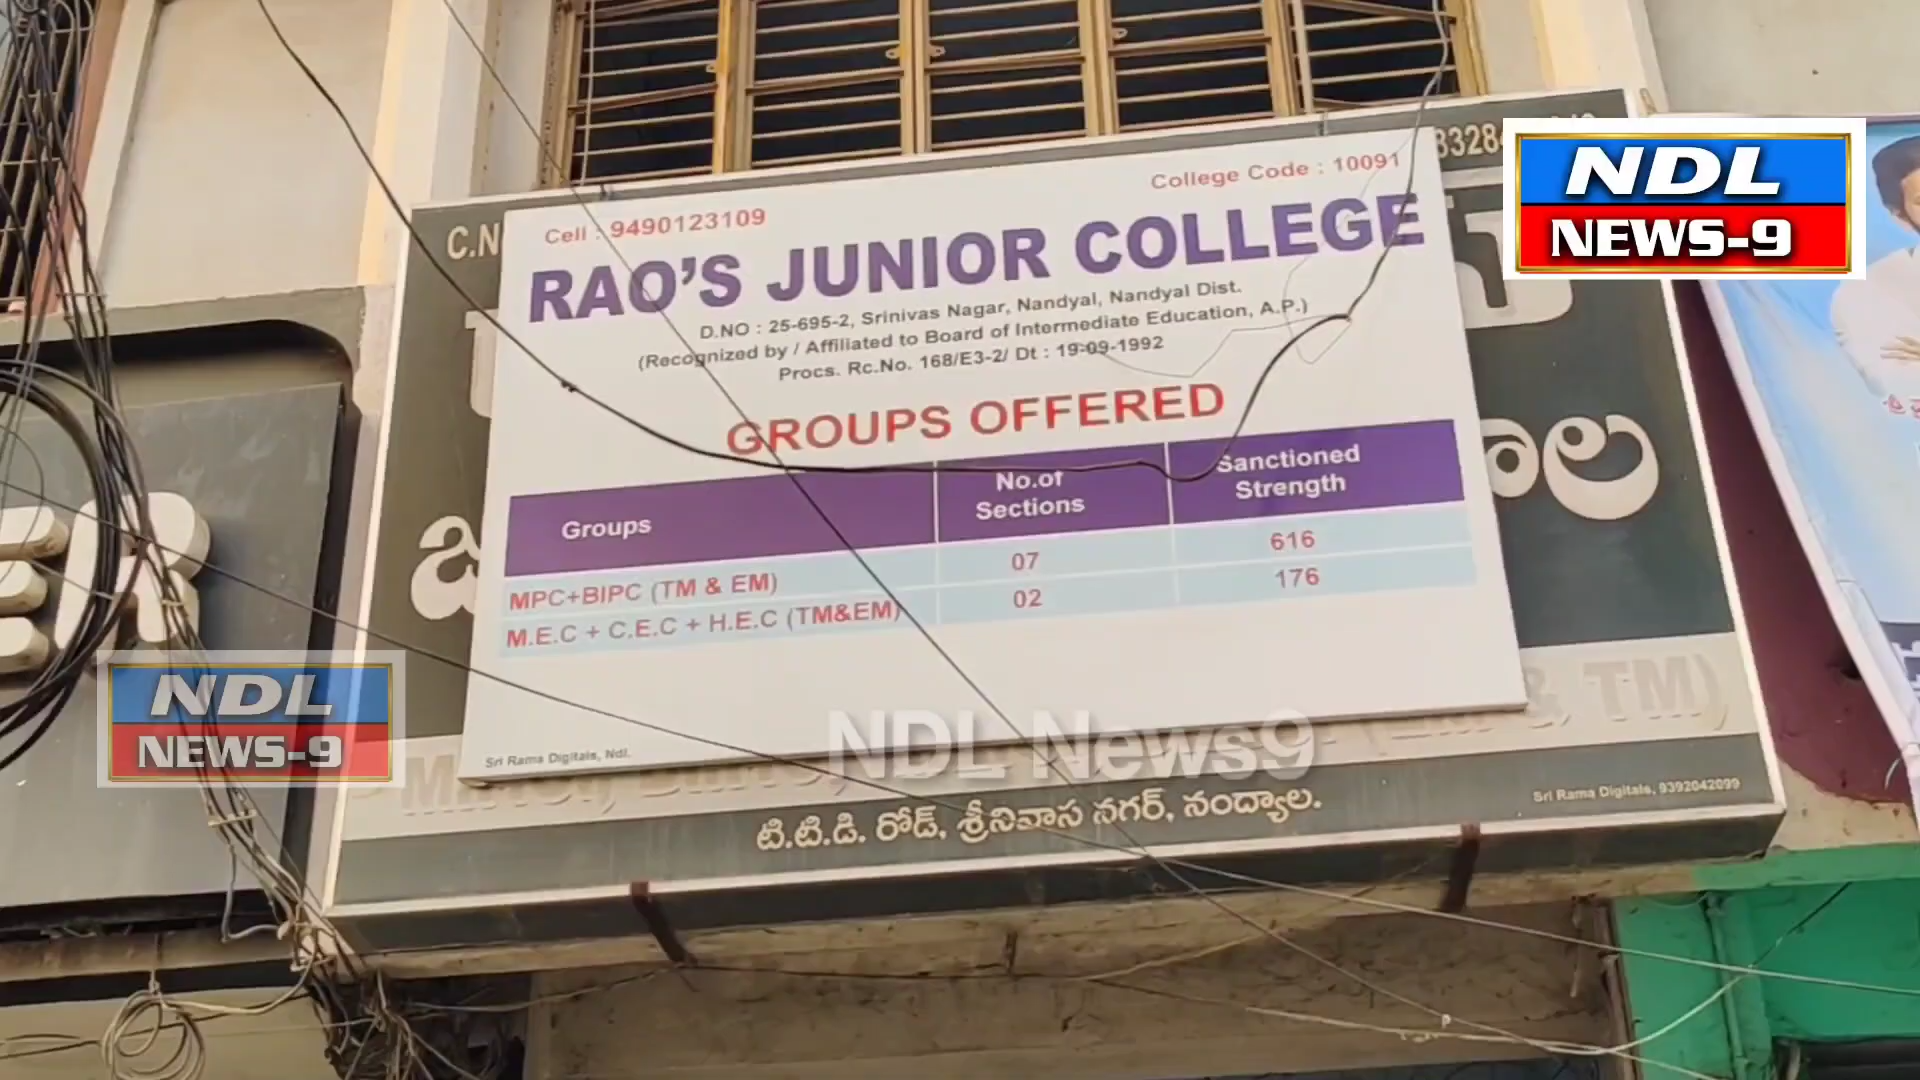 C.N
Cell : 9490123109
College Code : 10091
RAO'S JUNIOR COLLEGE
D.NO : 25-695-2, Srinivas Nagar, Nandyal, Nandyal Dist.
(Recognized by / Affiliated to Board of Intermediate Education, A.P.)
Procs. Rc.No. 168/E3-2/ Dt : 19-09-1992
GROUPS OFFERED
Groups No.of Sections Sanctioned Strength
MPC+BIPC (TM & EM) 07 616
M.E.C + C.E.C + H.E.C (TM&EM) 02 176
Sri Rama Digitals, Ndl.
& TM)
టి.టి.డి. రోడ్, శ్రీనివాస నగర్, నంద్యాల.
Sri Rama Digitals, 9392042099
NDL
NEWS-9
NDL
NEWS-9
NDL News9
ER